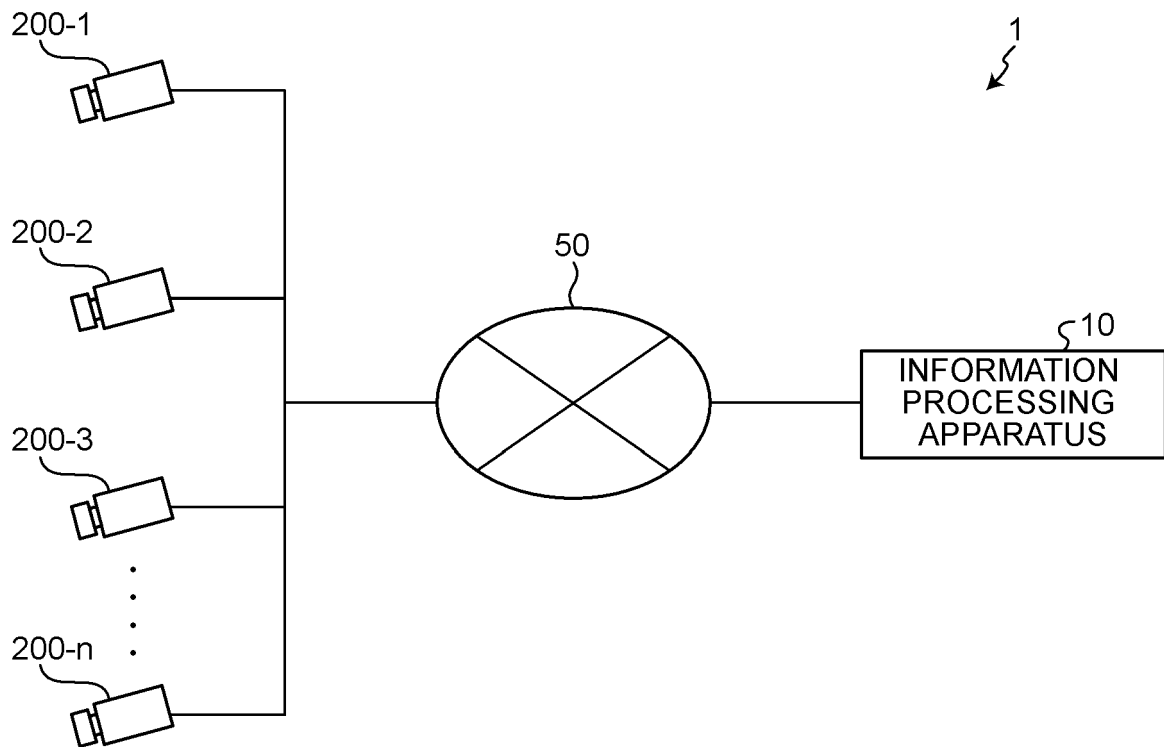 200-1
1
200-2
50
10
INFORMATION
PROCESSING
APPARATUS
200-3
200-n